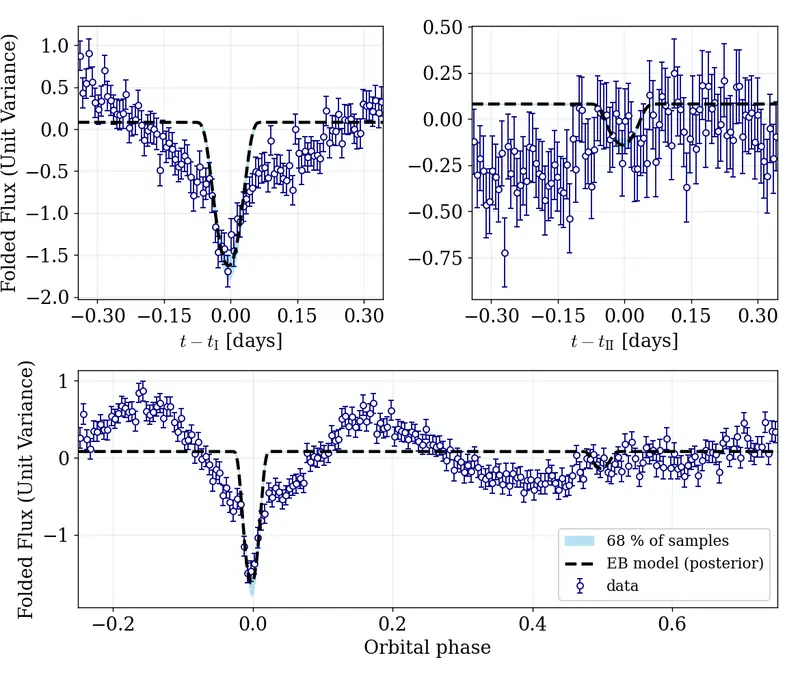 Folded Flux (Unit Variance)
1.0
0.5
0.0
−0.5
−1.0
−1.5
−2.0
−0.30 −0.15 0.00 0.15 0.30
t − tI [days]
0.50
0.25
0.00
−0.25
−0.50
−0.75
−0.30 −0.15 0.00 0.15 0.30
t − tII [days]
Folded Flux (Unit Variance)
1
0
−1
68 % of samples
EB model (posterior)
data
−0.2 0.0 0.2 0.4 0.6
Orbital phase